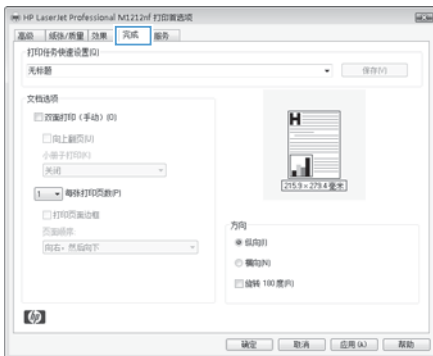 HP LaserJet Professional M1212nf 打印首选项
高级 纸张/质量 效果 完成 服务
打印任务快速设置(Q)
无标题
保存(V)
文档选项
双面打印（手动）(O)
向上翻页(U)
小册子打印(K)
关闭
1 每张打印页数(P)
打印页面边框
页面顺序
向右，然后向下
H
215.9 × 279.4 毫米
方向
纵向(I)
横向(N)
旋转 180 度(R)
hp
确定 取消 应用(A) 帮助